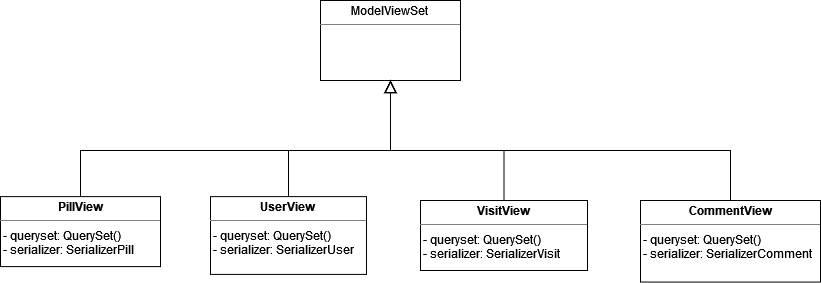 ModelViewSet
PillView
- queryset: QuerySet()
- serializer: SerializerPill
UserView
- queryset: QuerySet()
- serializer: SerializerUser
VisitView
- queryset: QuerySet()
- serializer: SerializerVisit
CommentView
- queryset: QuerySet()
- serializer: SerializerComment